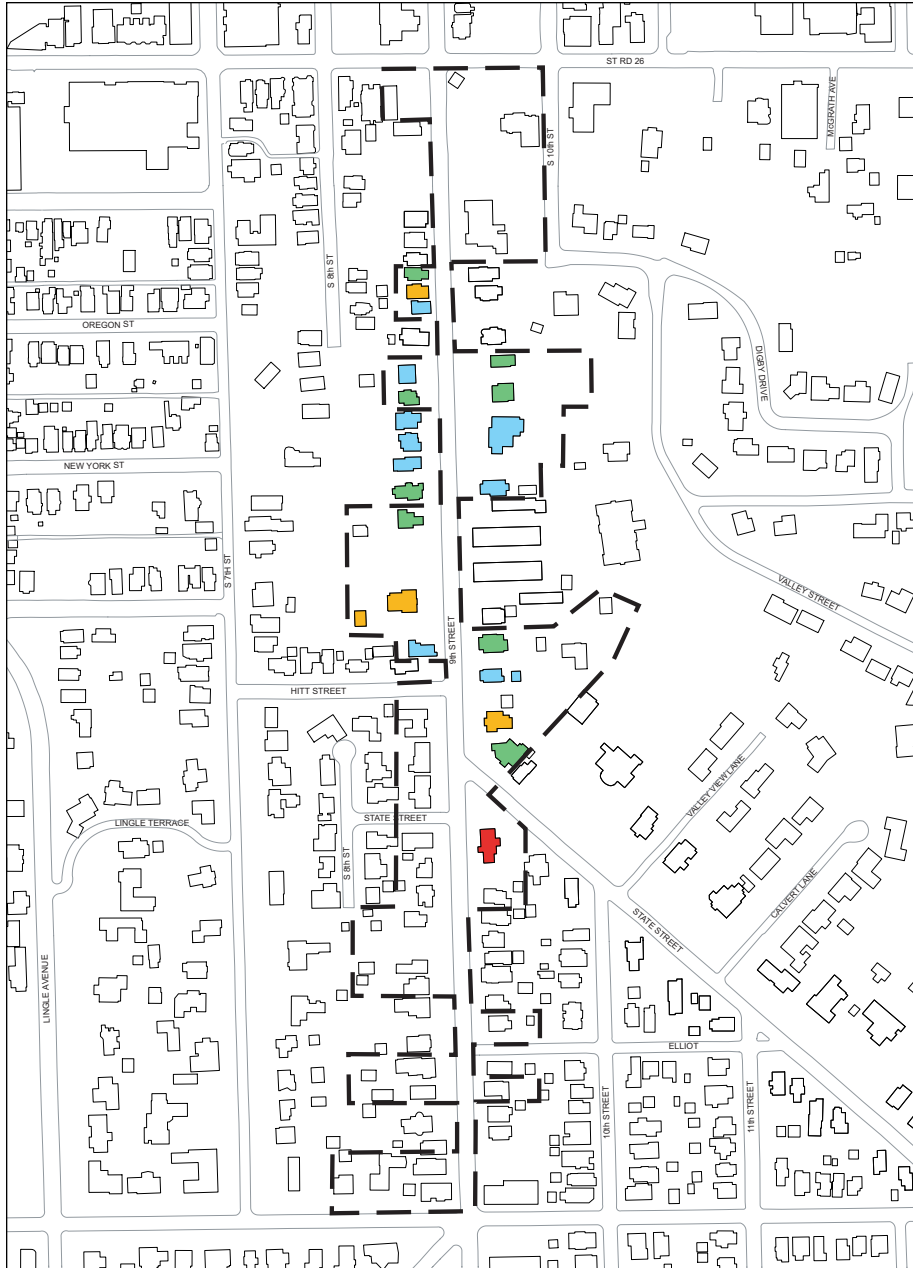 ST RD 26
McGRATH AVE
S 10th ST
S 8th ST
OREGON ST
DIGBY DRIVE
NEW YORK ST
S 7TH ST
VALLEY STREET
9th STREET
HITT STREET
VALLEY VIEW LANE
STATE STREET
LINGLE TERRACE
S 8th ST
CALVERT LANE
STATE STREET
LINGLE AVENUE
ELLIOT
10th STREET
11th STREET